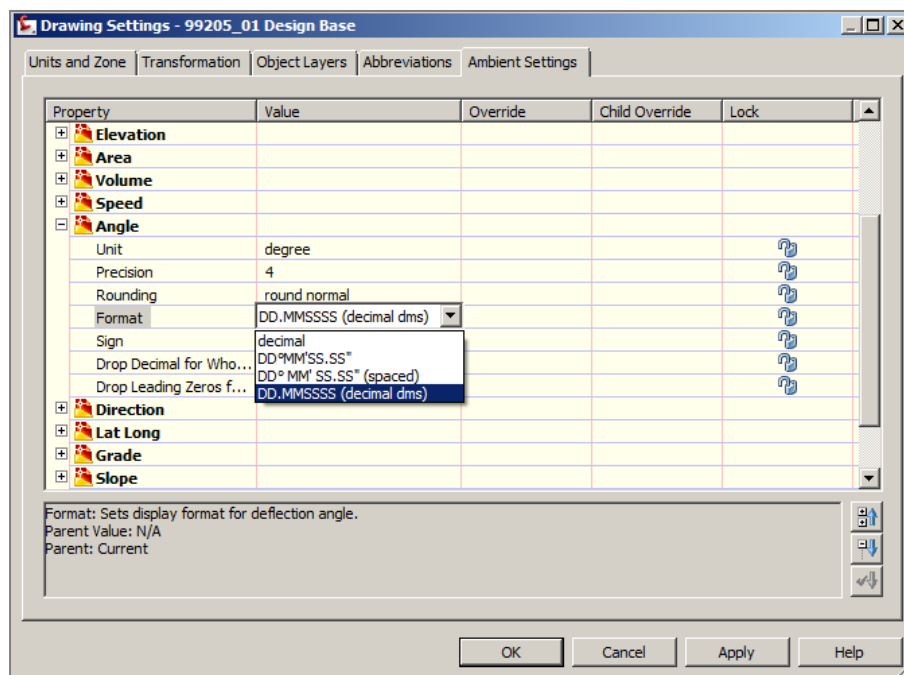 Drawing Settings - 99205_01 Design Base
Units and Zone Transformation Object Layers Abbreviations Ambient Settings
Property Value Override Child Override Lock
Elevation
Area
Volume
Speed
Angle
Unit degree
Precision 4
Rounding round normal
Format DD.MMSSSS (decimal dms)
Sign decimal
DD°MM'SS.SS"
Drop Decimal for Who... DD° MM' SS.SS" (spaced)
Drop Leading Zeros f... DD.MMSSSS (decimal dms)
Direction
Lat Long
Grade
Slope
Format: Sets display format for deflection angle.
Parent Value: N/A
Parent: Current
OK Cancel Apply Help